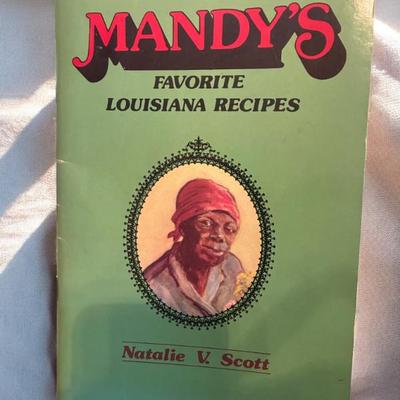 MANDY'S
FAVORITE
LOUISIANA RECIPES
Natalie V. Scott